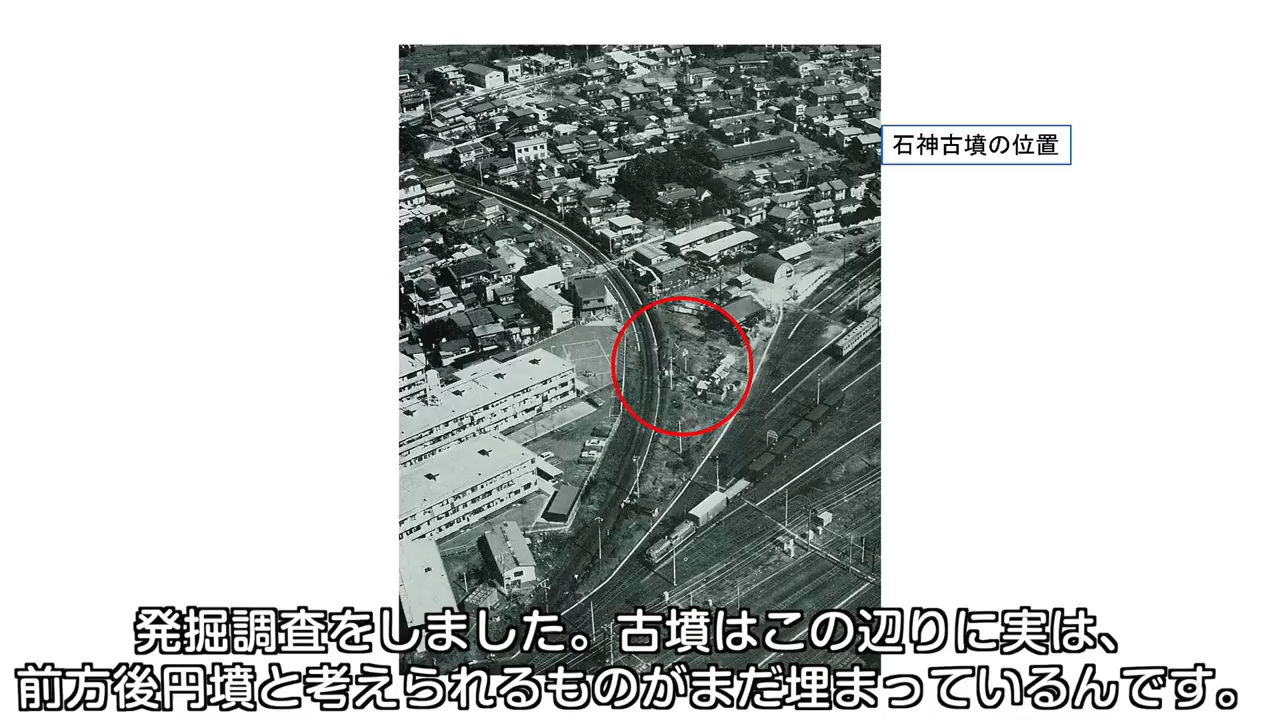 石神古墳の位置
発掘調査をしました。古墳はこの辺りに実は、
前方後円墳と考えられるものがまだ埋まっているんです。